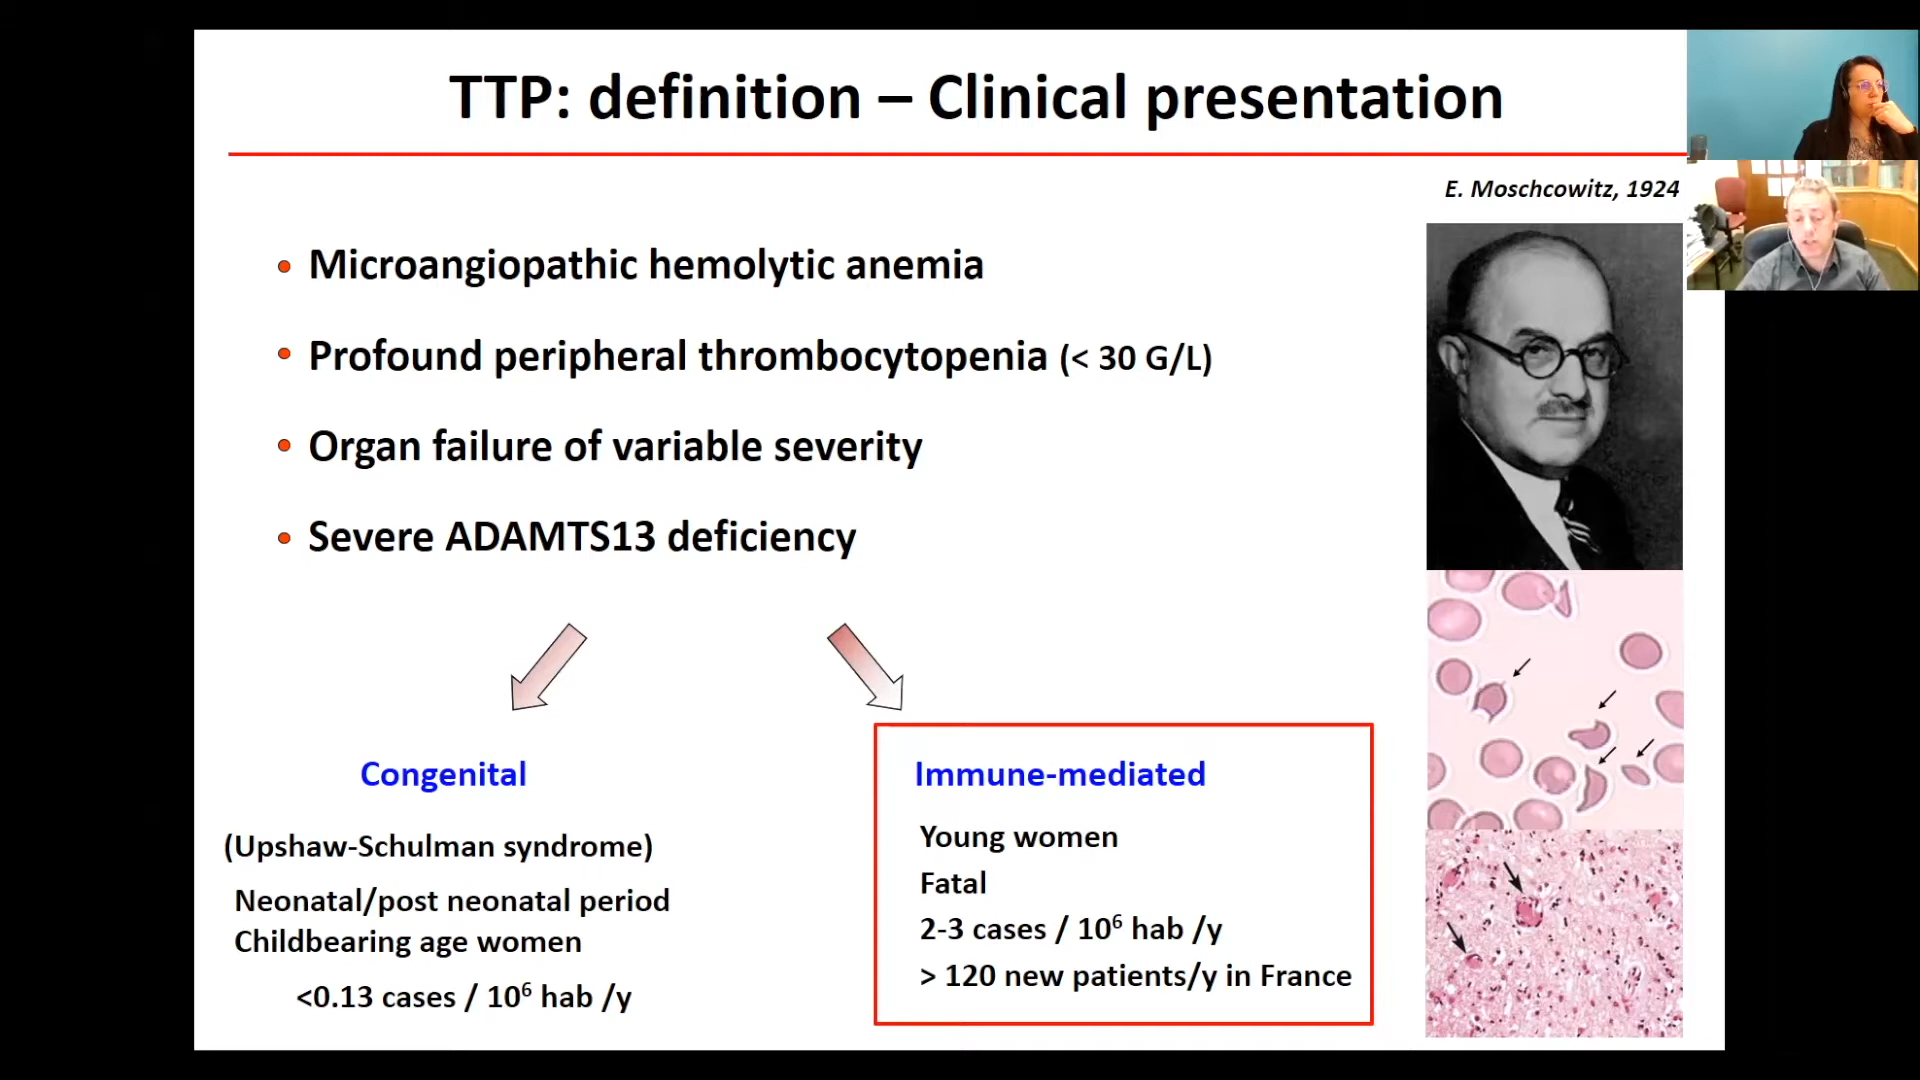 TTP: definition – Clinical presentation
E. Moschcowitz, 1924
• Microangiopathic hemolytic anemia
• Profound peripheral thrombocytopenia (< 30 G/L)
• Organ failure of variable severity
• Severe ADAMTS13 deficiency
Congenital
(Upshaw-Schulman syndrome)
Neonatal/post neonatal period
Childbearing age women
<0.13 cases / 10⁶ hab /y
Immune-mediated
Young women
Fatal
2-3 cases / 10⁶ hab /y
> 120 new patients/y in France